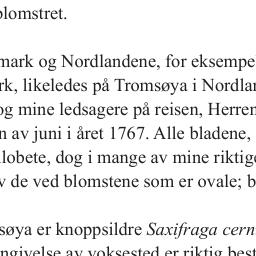 blomstret.
mark og Nordlandene, for eksempe
rk, likeledes på Tromsøya i Nordla
og mine ledsagere på reisen, Herren
n av juni i året 1767. Alle bladene,
lobete, dog i mange av mine riktig
v de ved blomstene som er ovale; b
søya er knoppsildre Saxifraga cern
ngivelse av voksested er riktig best